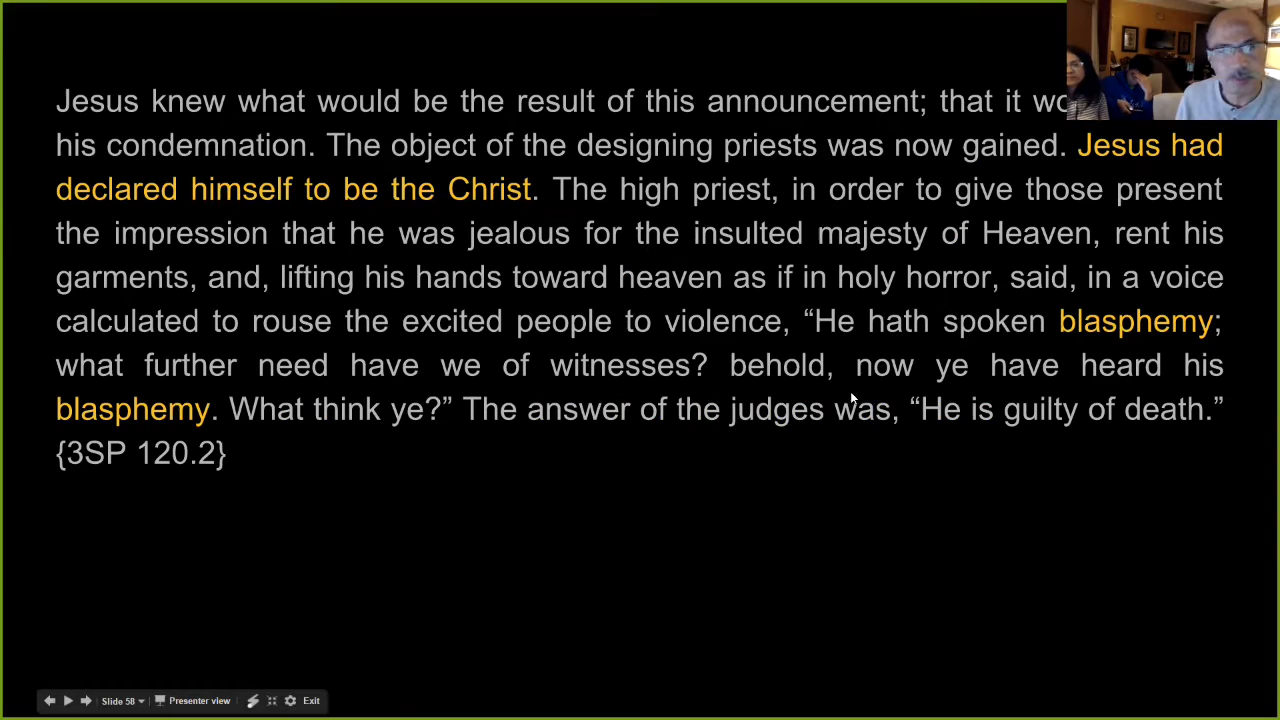 Jesus knew what would be the result of this announcement; that it
his condemnation. The object of the designing priests was now gained. Jesus had
declared himself to be the Christ. The high priest, in order to give those present
the impression that he was jealous for the insulted majesty of Heaven, rent his
garments, and, lifting his hands toward heaven as if in holy horror, said, in a voice
calculated to rouse the excited people to violence, “He hath spoken blasphemy;
what further need have we of witnesses? behold, now ye have heard his
blasphemy. What think ye?” The answer of the judges was, “He is guilty of death.”
{3SP 120.2}
Slide 58 Presenter view Exit